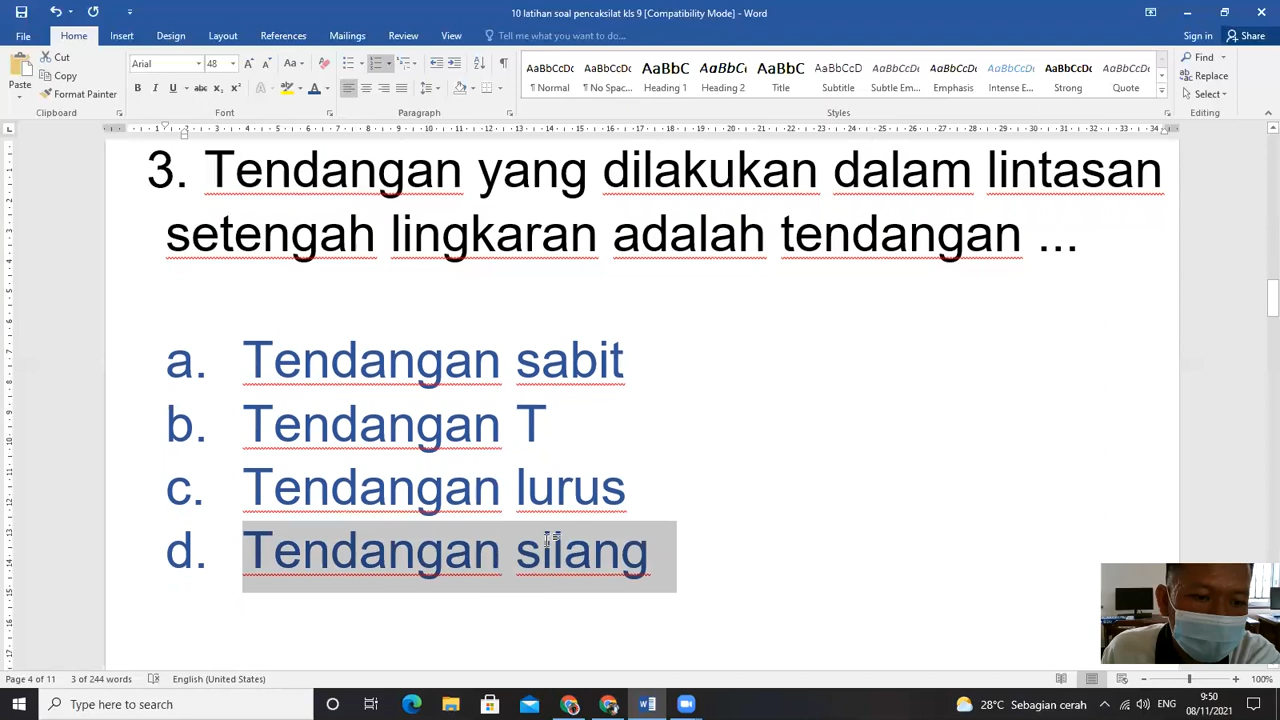 10 latihan soal pencaksilat kls 9 [Compatibility Mode] - Word
File Home Insert Design Layout References Mailings Review View Tell me what you want to do... Sign in Share
Paste Cut Copy Format Painter Clipboard
Arial 48 Font
Paragraph
AaBbCcDc ¶ Normal
AaBbCcDc ¶ No Spac...
AaBbC Heading 1
AaBbCc Heading 2
AaBbC Title
AaBbCcD Subtitle
AaBbCcDc Subtle Em...
AaBbCcDc Emphasis
AaBbCcDc Intense E...
AaBbCcDc Strong
AaBbCcDc Quote
Styles
Find
Replace
Select
Editing
3. Tendangan yang dilakukan dalam lintasan
setengah lingkaran adalah tendangan ...
a. Tendangan sabit
b. Tendangan T
c. Tendangan lurus
d. Tendangan silang
Page 4 of 11 3 of 244 words English (United States) 100%
Type here to search 28°C Sebagian cerah ENG 9:50
08/11/2021